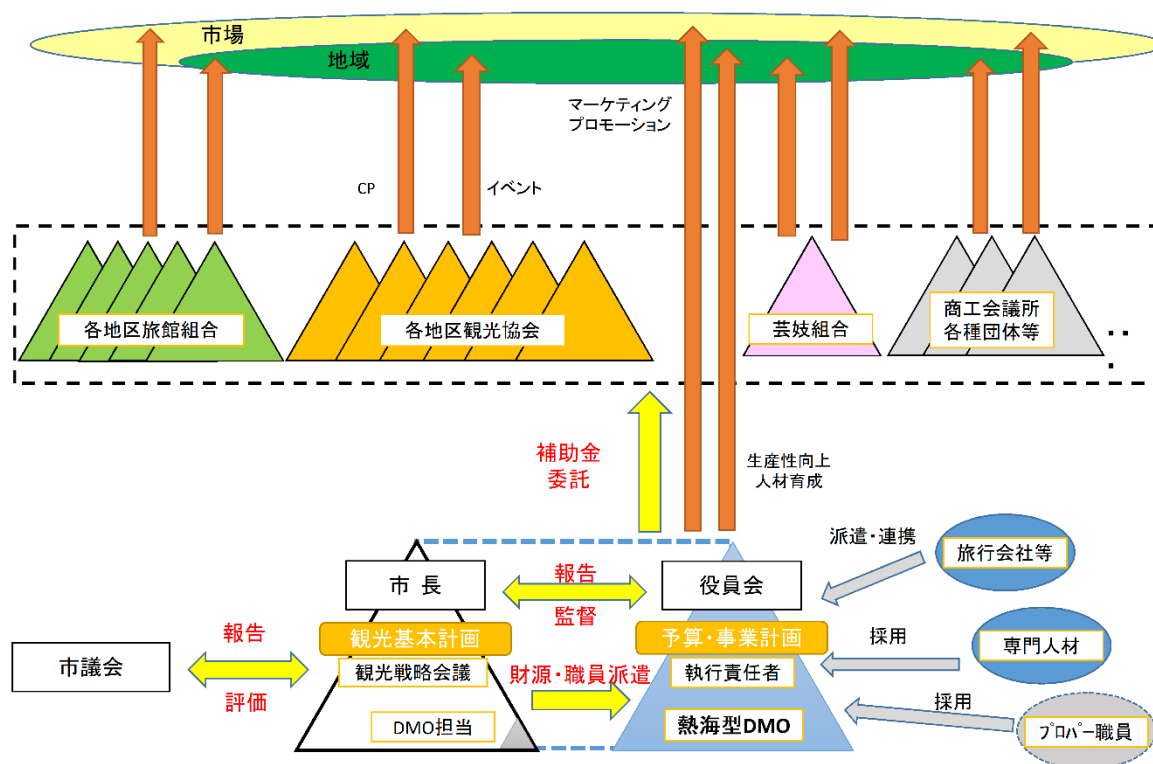 市場
地域
マーケティング
プロモーション
CP
イベント
各地区旅館組合
各地区観光協会
芸妓組合
商工会議所
各種団体等
補助金
委託
生産性向上
人材育成
派遣・連携
旅行会社等
市 長
報告
監督
役員会
観光基本計画
予算・事業計画
採用
専門人材
市議会
報告
評価
観光戦略会議
財源・職員派遣
執行責任者
採用
DMO担当
熱海型DMO
プロパー職員